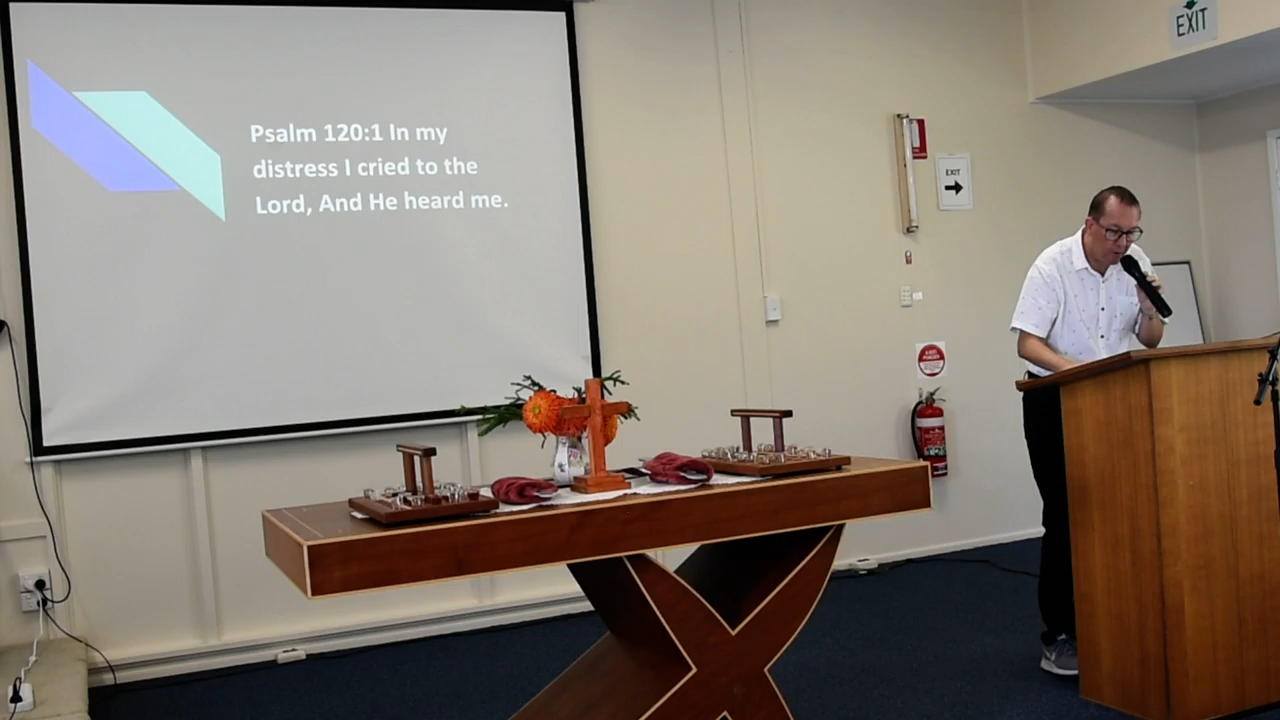 Psalm 120:1 In my
distress I cried to the
Lord, And He heard me.
EXIT
EXIT